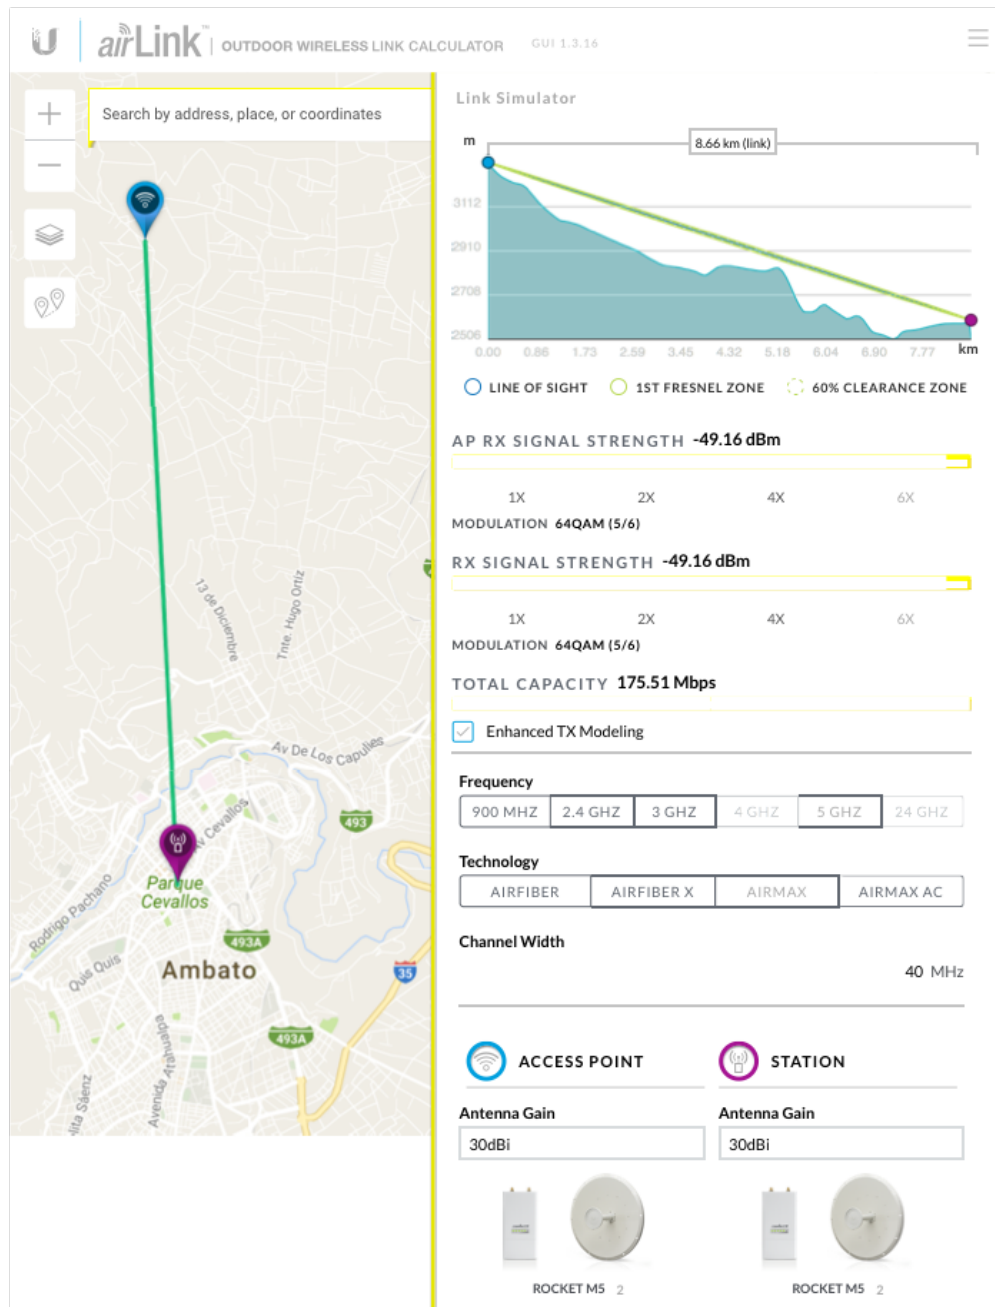 airLink™ | OUTDOOR WIRELESS LINK CALCULATOR GUI 1.3.16
Search by address, place, or coordinates
13 de Diciembre
Tnte. Hugo Ortiz
Av De Los Capulíes
Av Cevallos
493
Parque
Cevallos
Rodrigo Pachano
493A
Quis Quis
Ambato
35
493A
Avenida Atahualpa
lita Sáenz
Link Simulator
m
8.66 km (link)
3112
2910
2708
2506
0.00 0.86 1.73 2.59 3.45 4.32 5.18 6.04 6.90 7.77 km
LINE OF SIGHT 1ST FRESNEL ZONE 60% CLEARANCE ZONE
AP RX SIGNAL STRENGTH -49.16 dBm
1X 2X 4X 6X
MODULATION 64QAM (5/6)
RX SIGNAL STRENGTH -49.16 dBm
1X 2X 4X 6X
MODULATION 64QAM (5/6)
TOTAL CAPACITY 175.51 Mbps
Enhanced TX Modeling
Frequency
900 MHZ 2.4 GHZ 3 GHZ 4 GHZ 5 GHZ 24 GHZ
Technology
AIRFIBER AIRFIBER X AIRMAX AIRMAX AC
Channel Width
40 MHz
ACCESS POINT STATION
Antenna Gain Antenna Gain
30dBi 30dBi
ROCKET M5 2 ROCKET M5 2